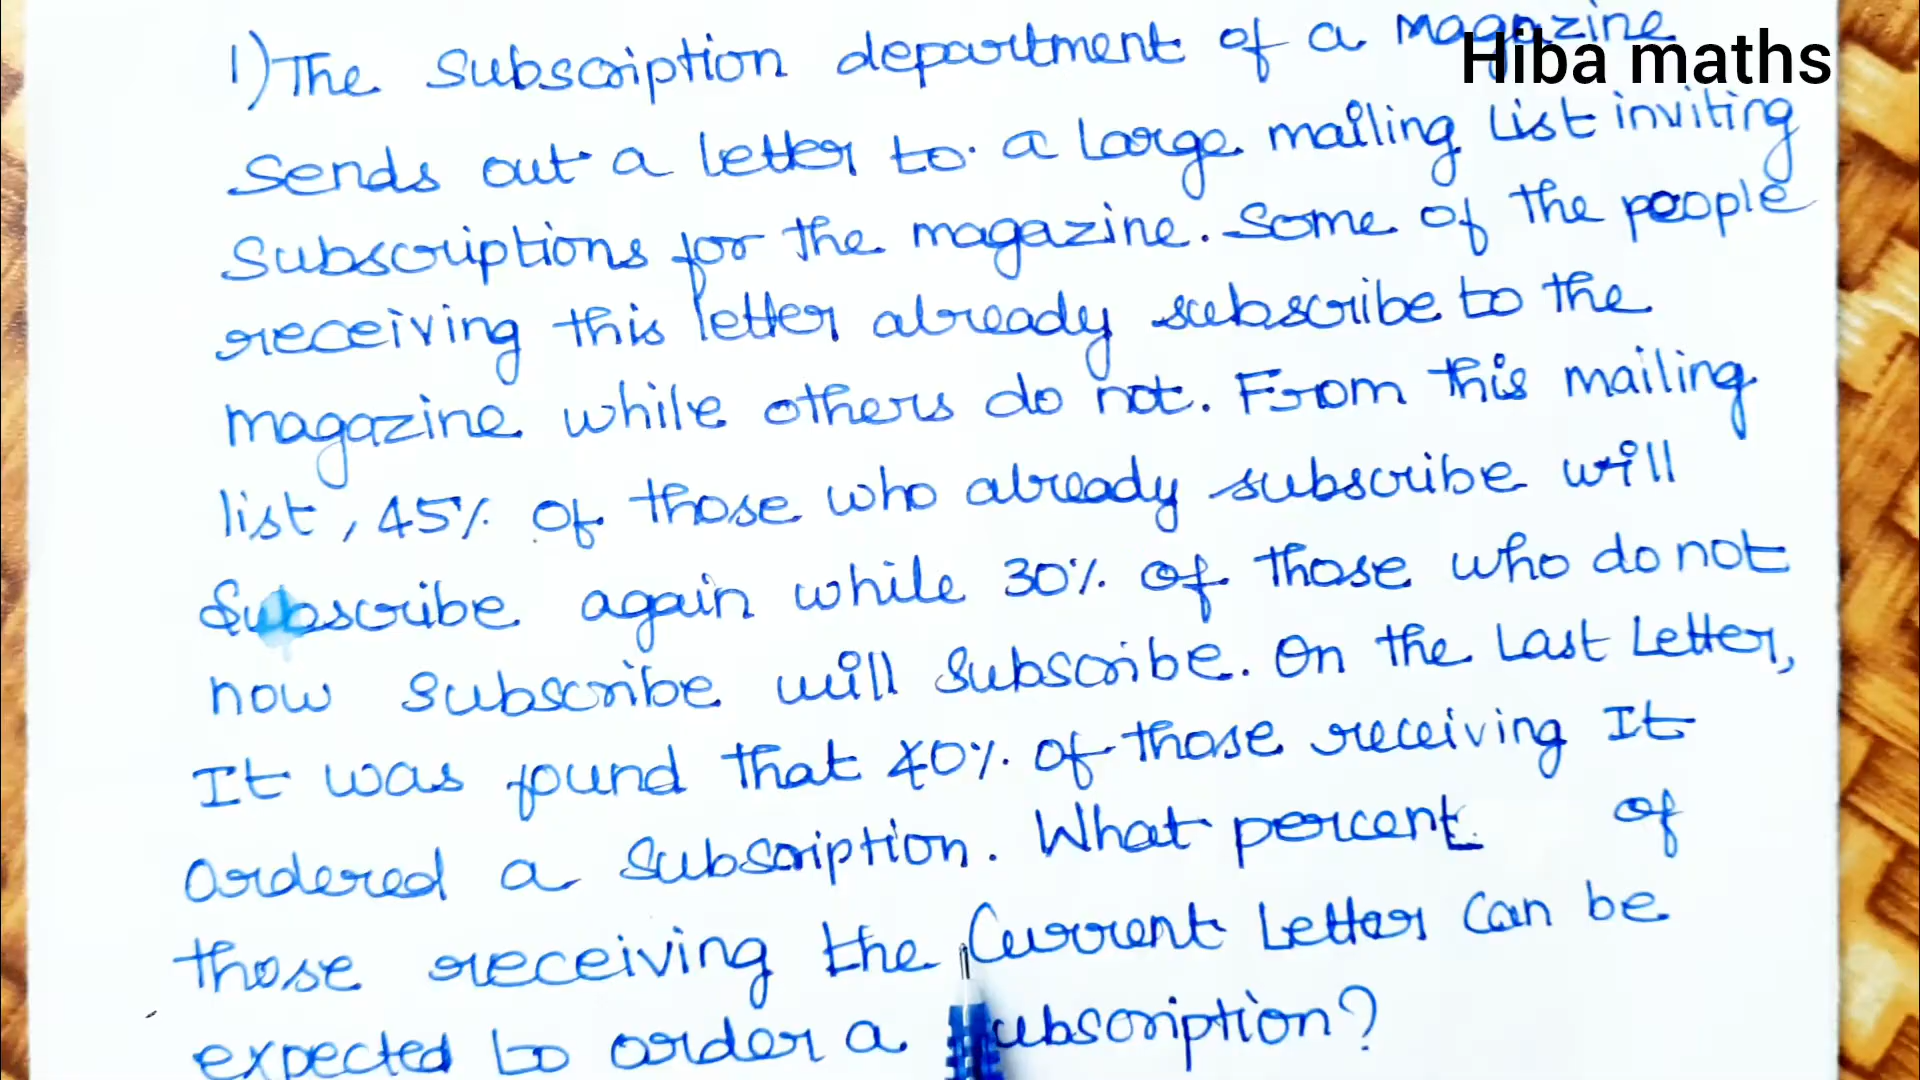 Hiba maths
1) The Subscription department of a magazine
sends out a letter to a large mailing List inviting
Subscriptions for the magazine. Some of the people
receiving this letter already subscribe to the
magazine while others do not. From this mailing
list, 45% of those who already subscribe will
Subscribe again while 30% of those who do not
now subscribe will subscribe. On the Last Letter,
It was found that 40% of those receiving It
ordered a subscription. What percent of
those receiving the Current Letter can be
expected to order a subscription?